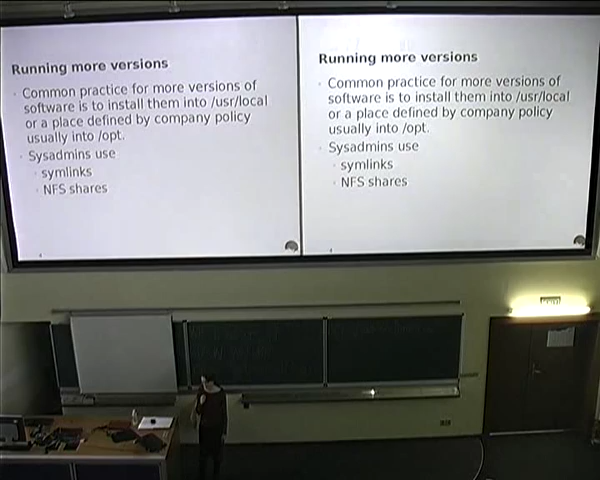 Running more versions
Common practice for more versions of
software is to install them into /usr/local
or a place defined by company policy
usually into /opt.
Sysadmins use
symlinks
NFS shares
Running more versions
Common practice for more versions of
software is to install them into /usr/local
or a place defined by company policy
usually into /opt.
Sysadmins use
symlinks
NFS shares